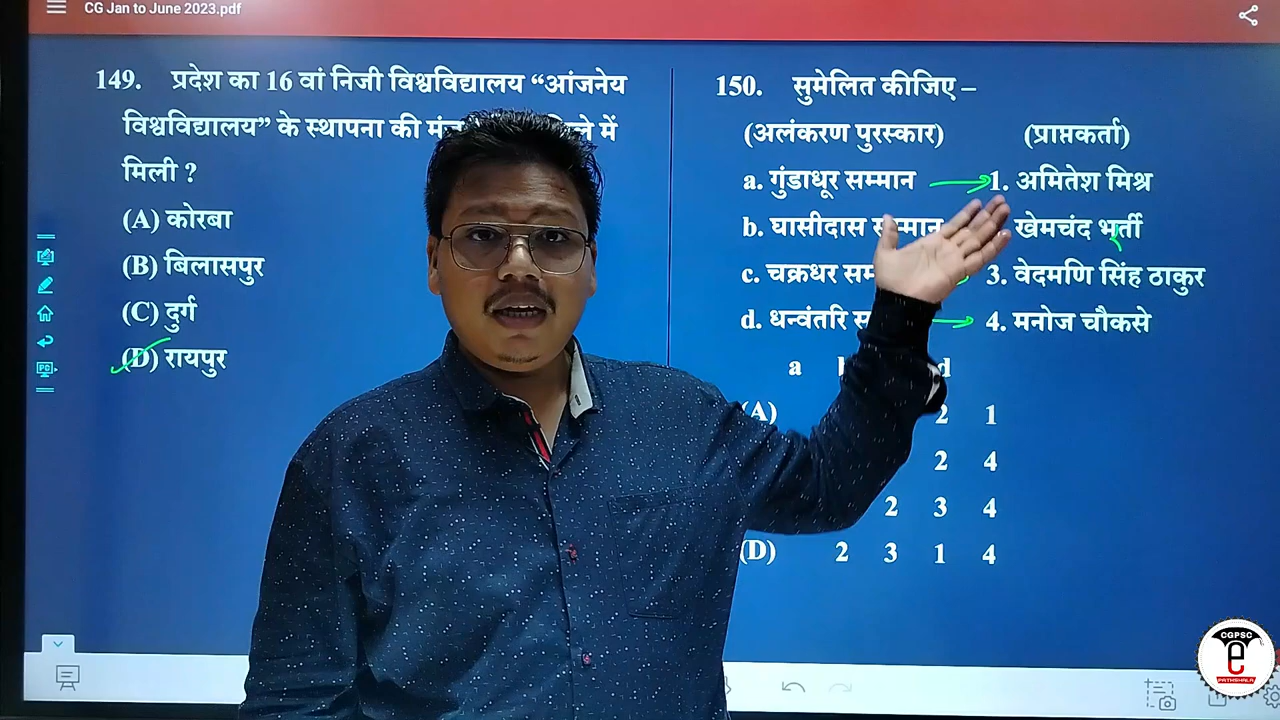 CG Jan to June 2023.pdf
149. प्रदेश का 16 वां निजी विश्वविद्यालय “आंजनेय
विश्वविद्यालय” के स्थापना की में
मिली ?
(A) कोरबा
(B) बिलासपुर
(C) दुर्ग
(D) रायपुर
150. सुमेलित कीजिए –
(अलंकरण पुरस्कार) (प्राप्तकर्ता)
a. गुंडाधूर सम्मान 1. अमितेश मिश्र
b. घासीदास खेमचंद भर्ती
c. चक्रधर 3. वेदमणि सिंह ठाकुर
d. धन्वंतरि 4. मनोज चौकसे
a d
(A) 2 1
2 4
2 3 4
(D) 2 3 1 4
CGPSC
e
PATHSHALA